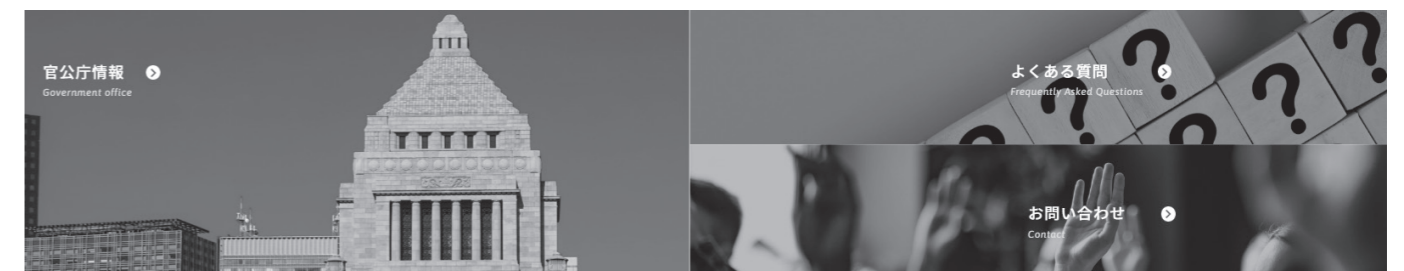 官公庁情報
Government office
よくある質問
Frequently Asked Questions
? ? ? ? ? ?
お問い合わせ
Contact